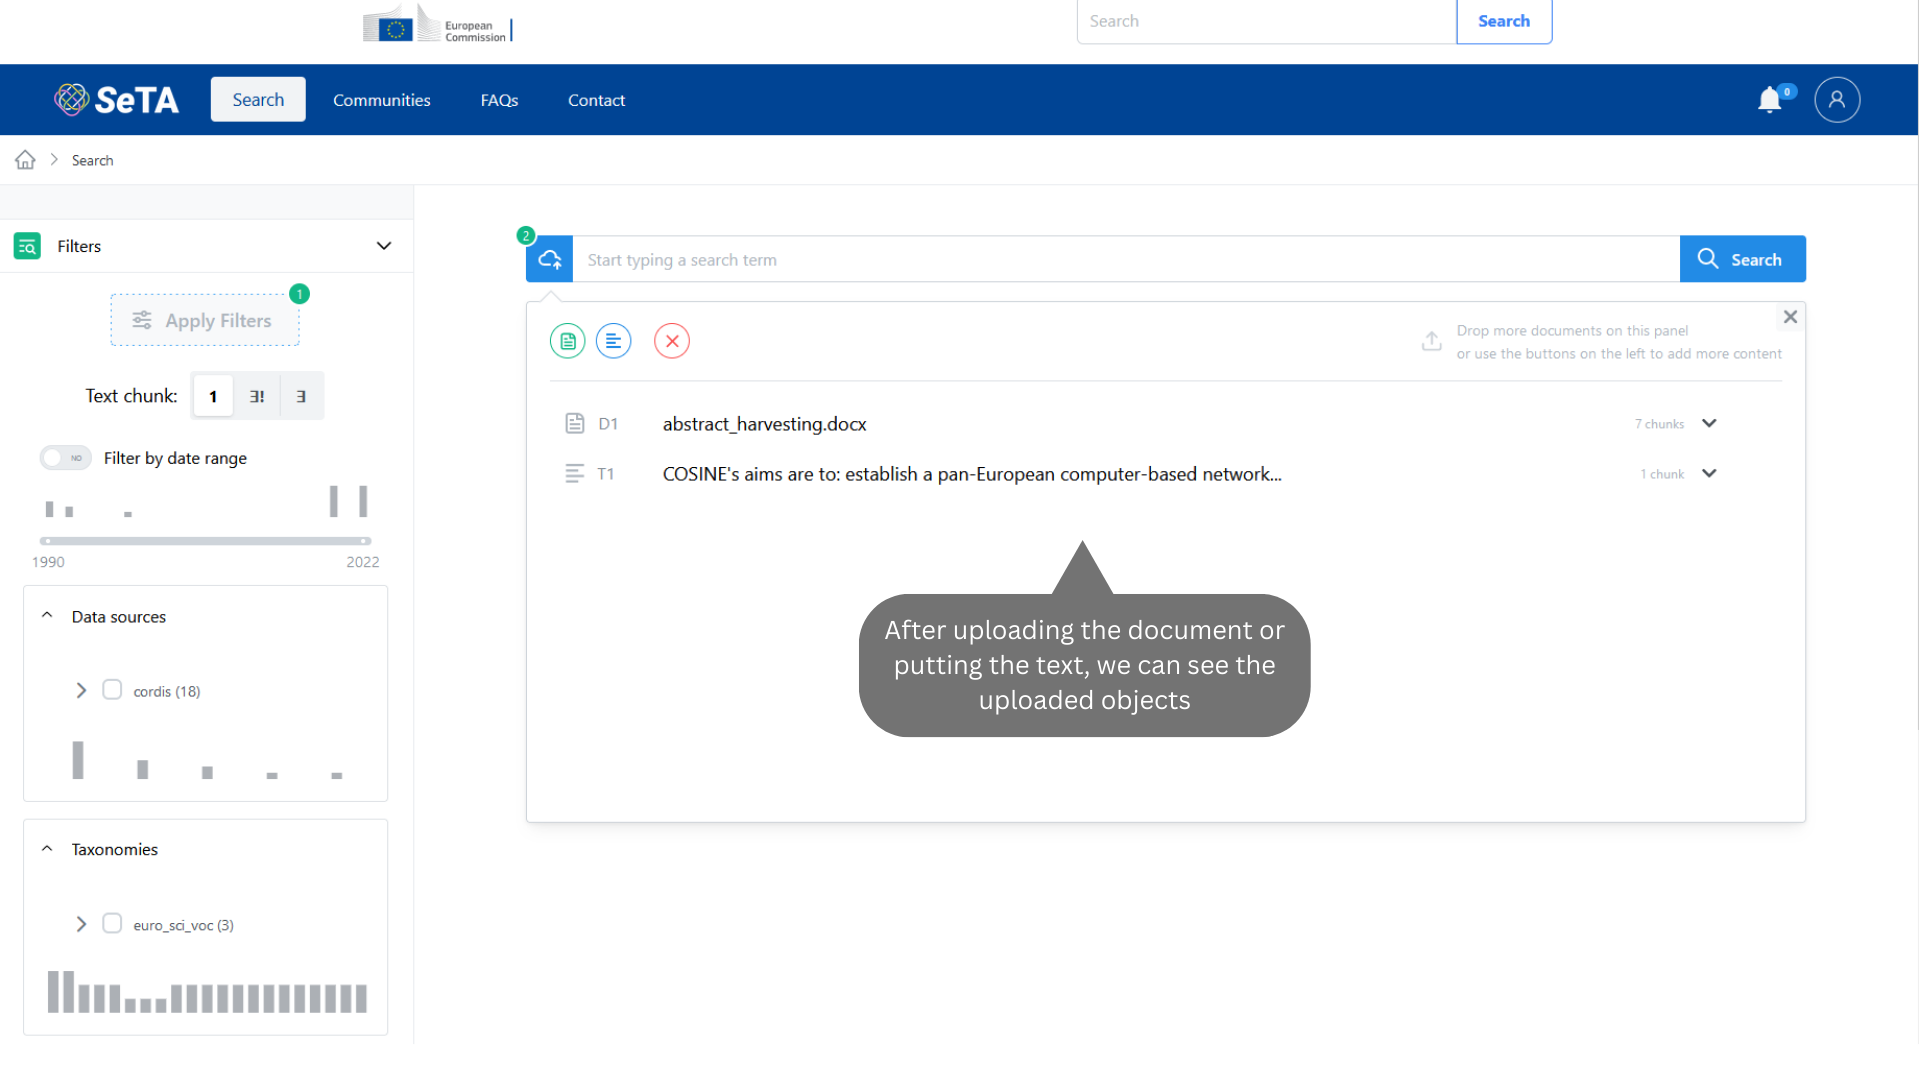 European
Commission
Search
Search
SeTA
Search
Communities
FAQs
Contact
0
Search
Filters
1
Apply Filters
Text chunk:
1
∃!
∃
NO
Filter by date range
1990
2022
Data sources
cordis (18)
Taxonomies
euro_sci_voc (3)
2
Start typing a search term
Search
Drop more documents on this panel
or use the buttons on the left to add more content
D1
abstract_harvesting.docx
7 chunks
T1
COSINE's aims are to: establish a pan-European computer-based network...
1 chunk
After uploading the document or
putting the text, we can see the
uploaded objects